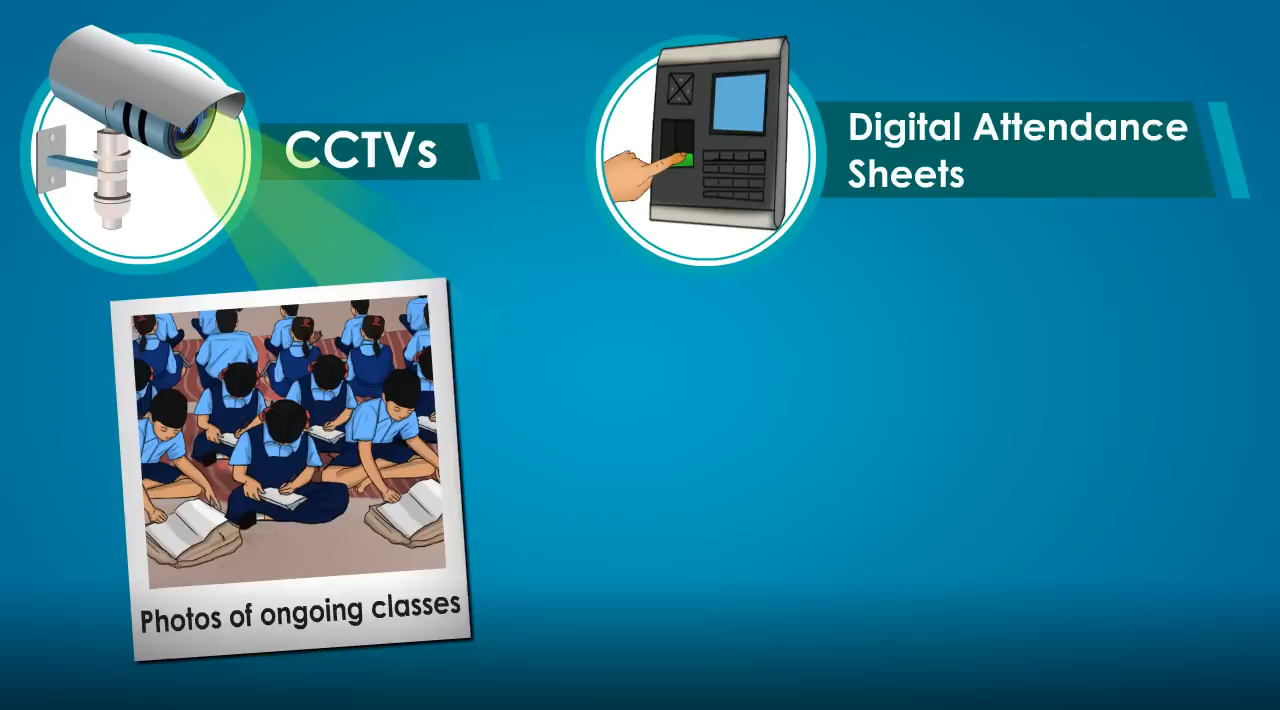 CCTVs
Digital Attendance
Sheets
Photos of ongoing classes